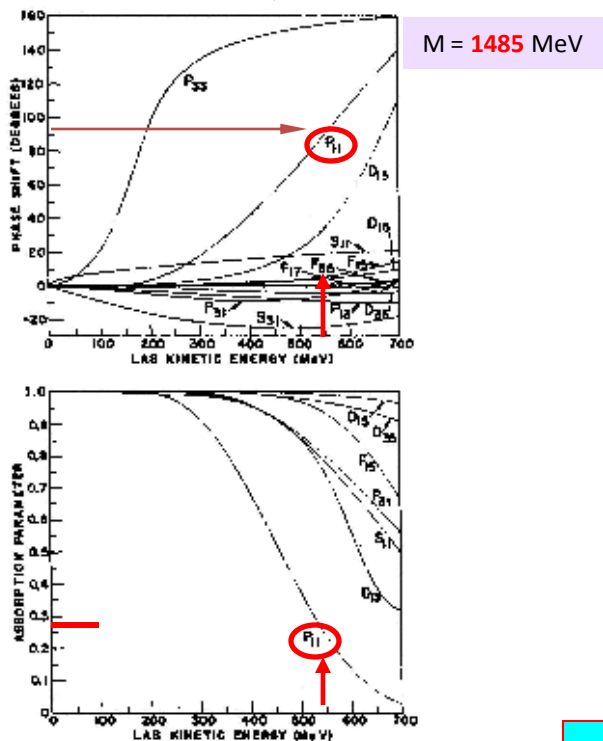 M = 1485 MeV
PHASE SHIFT (DEGREES)
160
140
120
100
80
60
40
20
0
-20
P33
P11
D13
D15
S11
F17
F15
P31
S31
P13
D35
0 100 200 300 400 500 600 700
LAB KINETIC ENERGY (MeV)
ABSORPTION PARAMETER
1.0
0.9
0.8
0.7
0.6
0.5
0.4
0.3
0.2
0.1
0
D15
D35
F15
P31
S11
D13
P11
0 100 200 300 400 500 600 700
LAB KINETIC ENERGY (MeV)